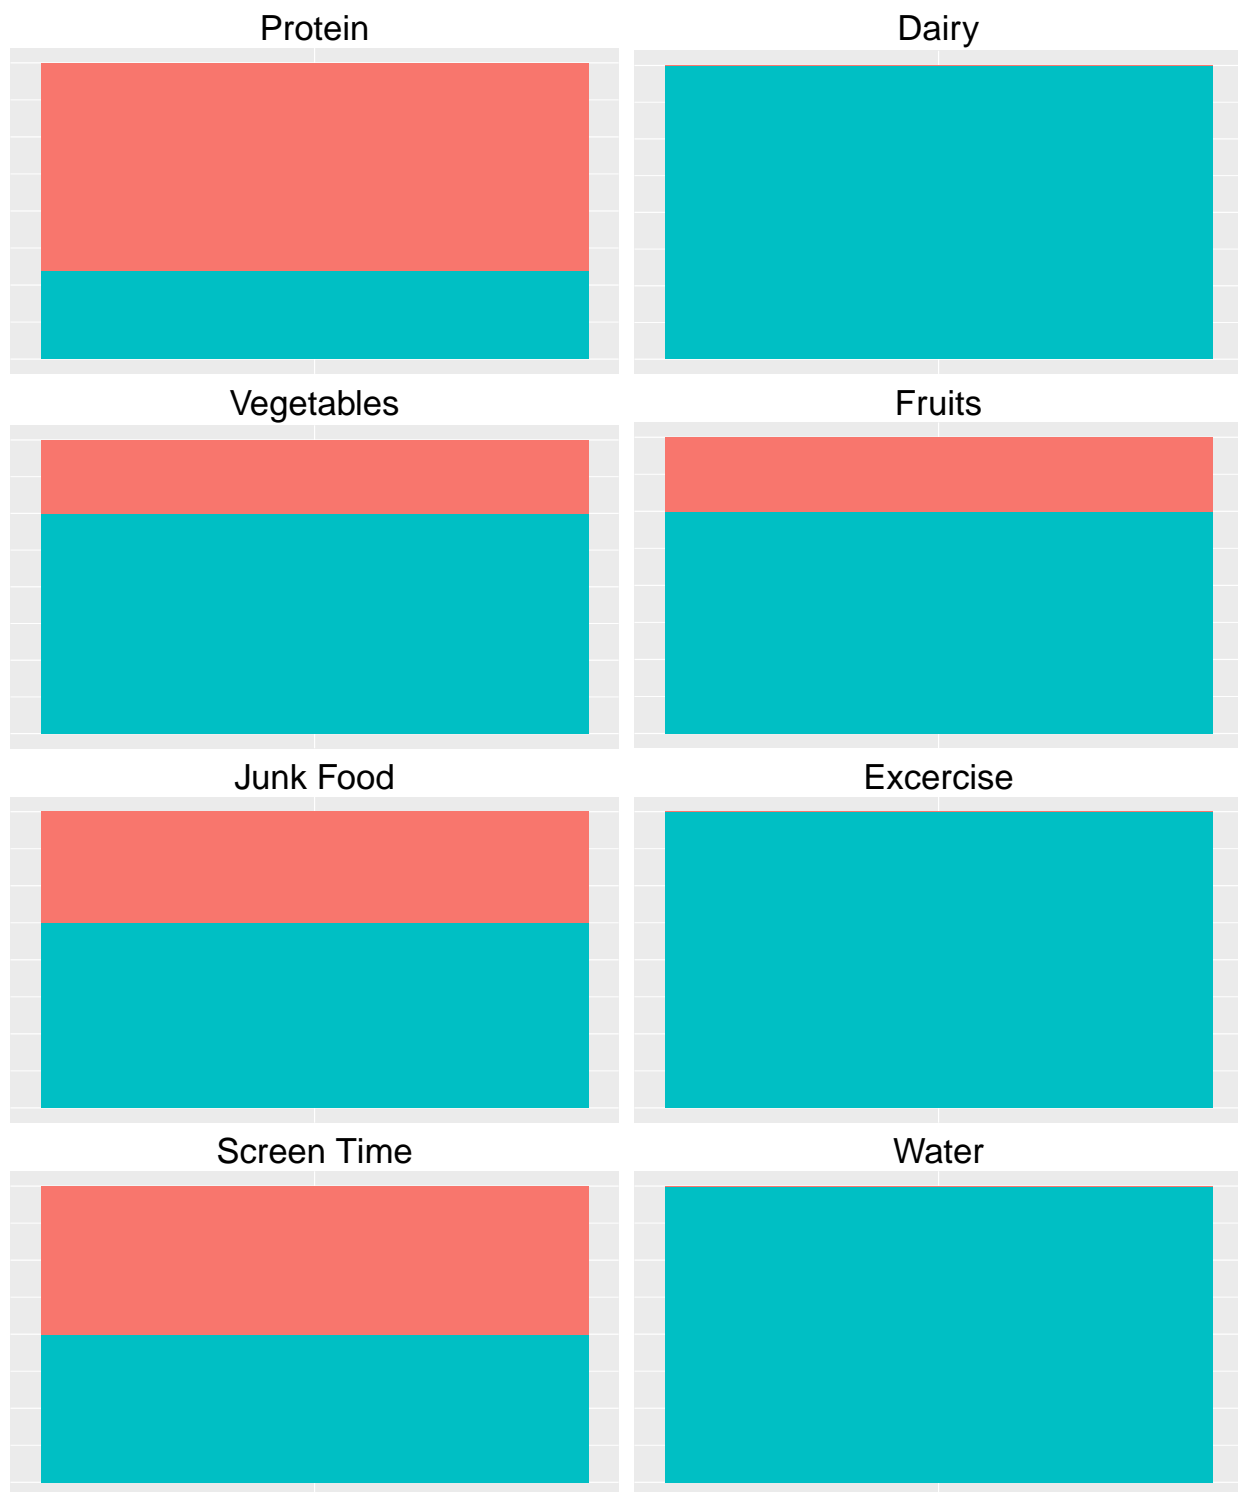 Protein
Dairy
Vegetables
Fruits
Junk Food
Excercise
Screen Time
Water